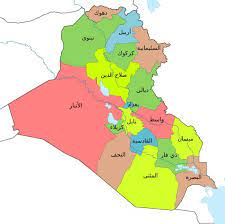 دهوك
نينوى
اربيل
السليمانية
كركوك
صلاح الدين
ديالى
الأنبار
بغداد
بابل
واسط
كربلاء
القادسية
ميسان
النجف
ذي قار
المثنى
البصرة